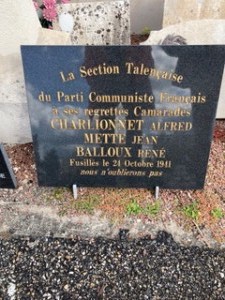 La Section Talençaise
du Parti Communiste Français
a ses regrettés Camarades
CHARLIONNET ALFRED
METTE JEAN
BALLOUX RENÉ
Fusillés le 24 Octobre 1941
nous n'oublierons pas